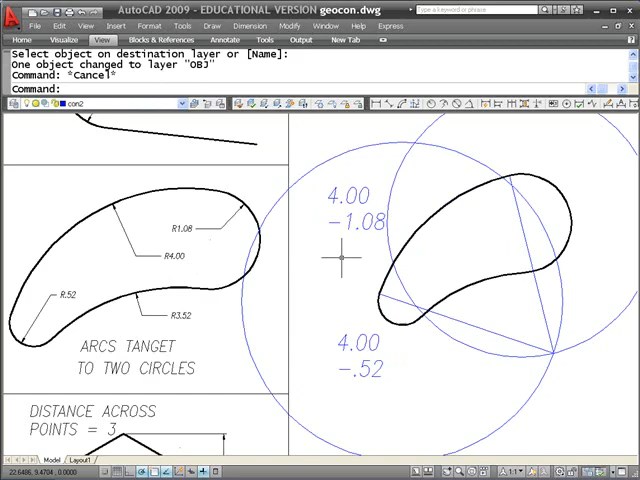 AutoCAD 2009 - EDUCATIONAL VERSION geocon.dwg
Type a keyword or phrase
File Edit View Insert Format Tools Draw Dimension Modify Window Help Express
Home Insert View Blocks & References Annotate Tools Output New Tab
Select object on destination layer or [Name]:
One object changed to layer "OBJ"
Command: *Cancel*
Command:
con2
4.00
-1.08
R1.08
R4.00
R.52
R3.52
ARCS TANGET
TO TWO CIRCLES
4.00
-.52
DISTANCE ACROSS
POINTS = 3
Model Layout1
22.6486, 9.4704, 0.0000
1:1